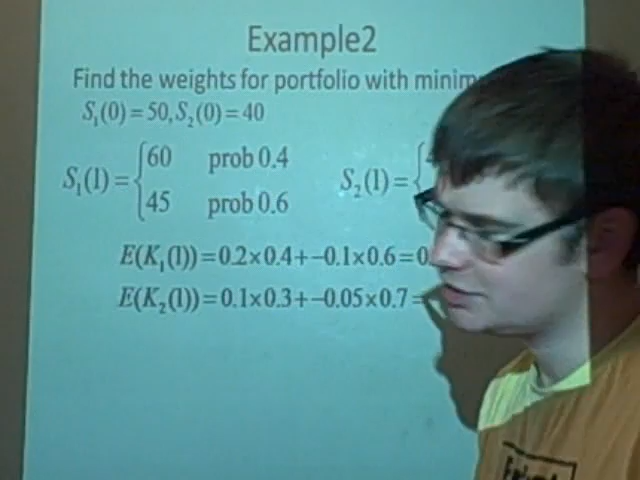 Example2
Find the weights for portfolio with
S₁(0) = 50, S₂(0) = 40
S₁(1) = { 60 prob 0.4 S₂(1) = {
45 prob 0.6
E(K₁(1)) = 0.2×0.4+−0.1×0.6 = 0
E(K₂(1)) = 0.1×0.3+−0.05×0.7 =